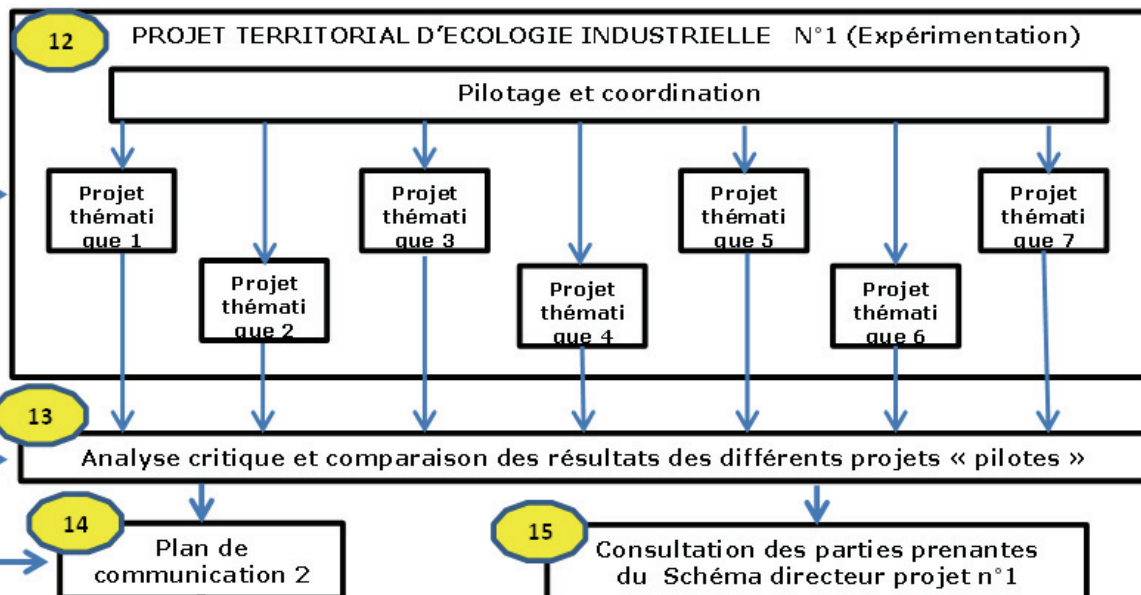 12
PROJET TERRITORIAL D'ECOLOGIE INDUSTRIELLE N°1 (Expérimentation)
Pilotage et coordination
Projet
thémati
que 1
Projet
thémati
que 2
Projet
thémati
que 3
Projet
thémati
que 4
Projet
thémati
que 5
Projet
thémati
que 6
Projet
thémati
que 7
13
Analyse critique et comparaison des résultats des différents projets « pilotes »
14
Plan de
communication 2
15
Consultation des parties prenantes
du Schéma directeur projet n°1